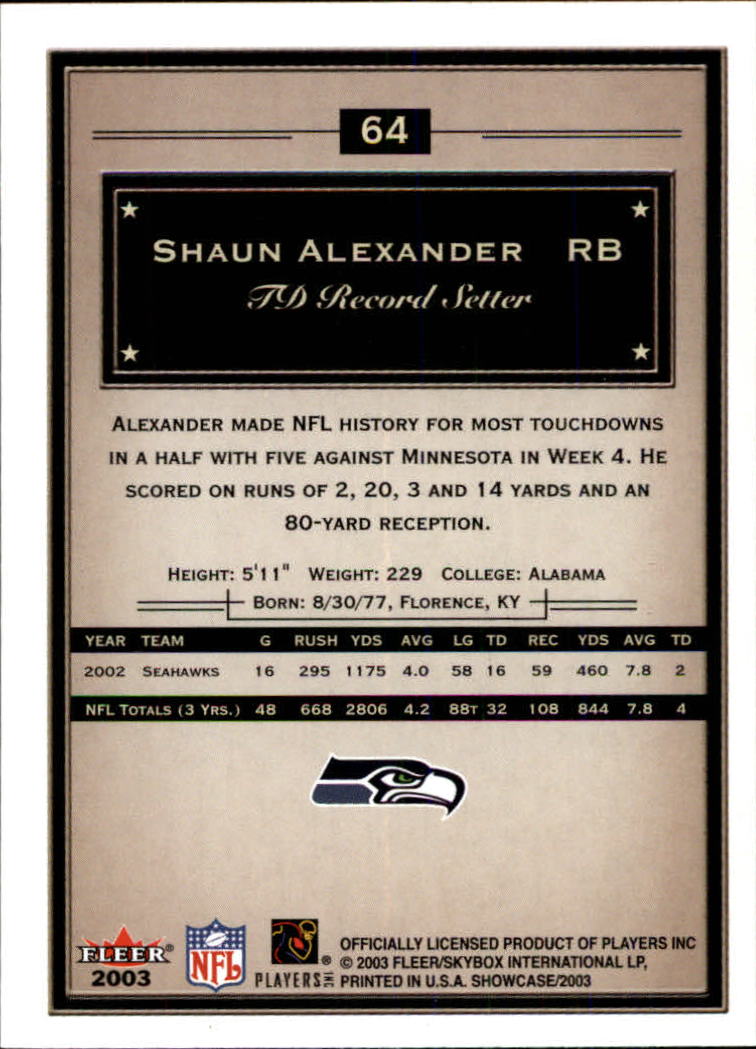 64
SHAUN ALEXANDER RB
TD Record Setter
ALEXANDER MADE NFL HISTORY FOR MOST TOUCHDOWNS
IN A HALF WITH FIVE AGAINST MINNESOTA IN WEEK 4. HE
SCORED ON RUNS OF 2, 20, 3 AND 14 YARDS AND AN
80-YARD RECEPTION.
HEIGHT: 5'11" WEIGHT: 229 COLLEGE: ALABAMA
BORN: 8/30/77, FLORENCE, KY
YEAR TEAM G RUSH YDS AVG LG TD REC YDS AVG TD
2002 SEAHAWKS 16 295 1175 4.0 58 16 59 460 7.8 2
NFL TOTALS (3 YRS.) 48 668 2806 4.2 88T 32 108 844 7.8 4
FLEER®
2003
NFL
PLAYERS INC ®
OFFICIALLY LICENSED PRODUCT OF PLAYERS INC
© 2003 FLEER/SKYBOX INTERNATIONAL LP,
PRINTED IN U.S.A. SHOWCASE/2003